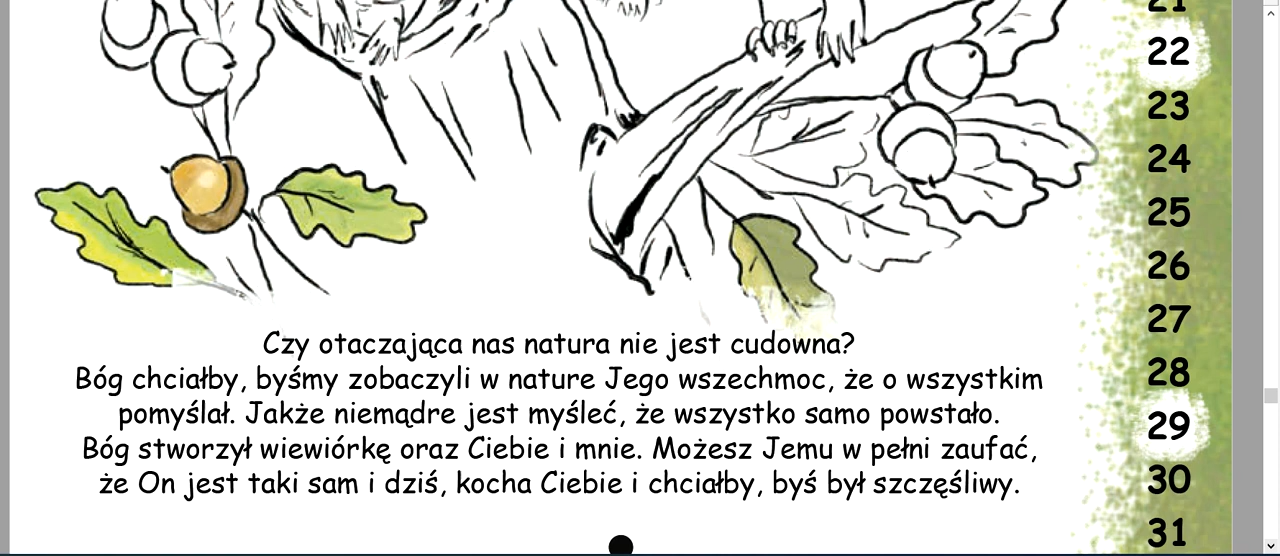 Czy otaczająca nas natura nie jest cudowna?
Bóg chciałby, byśmy zobaczyli w nature Jego wszechmoc, że o wszystkim
pomyślał. Jakże niemądre jest myśleć, że wszystko samo powstało.
Bóg stworzył wiewiórkę oraz Ciebie i mnie. Możesz Jemu w pełni zaufać,
że On jest taki sam i dziś, kocha Ciebie i chciałby, byś był szczęśliwy.
21
22
23
24
25
26
27
28
29
30
31